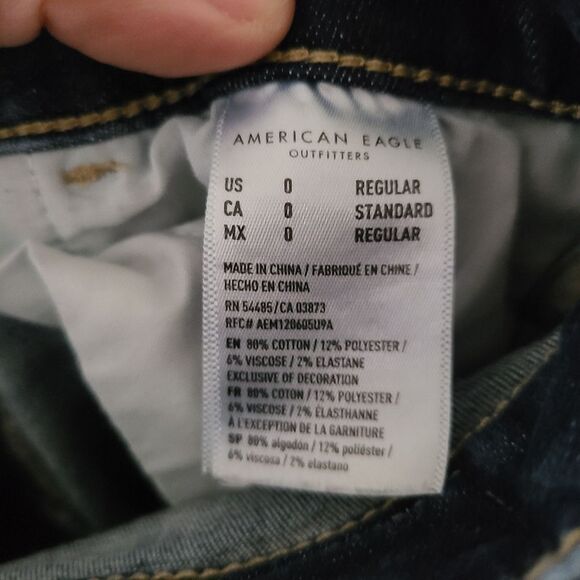 AMERICAN EAGLE
OUTFITTERS
US 0 REGULAR
CA 0 STANDARD
MX 0 REGULAR
MADE IN CHINA / FABRIQUÉ EN CHINE /
HECHO EN CHINA
RN 54485/CA 03873
RFC# AEM120605U9A
EN 80% COTTON / 12% POLYESTER /
6% VISCOSE / 2% ELASTANE
EXCLUSIVE OF DECORATION
FR 80% COTON / 12% POLYESTER /
6% VISCOSE / 2% ÉLASTHANNE
À L'EXCEPTION DE LA GARNITURE
SP 80% algodón / 12% poliéster /
6% viscosa / 2% elastano